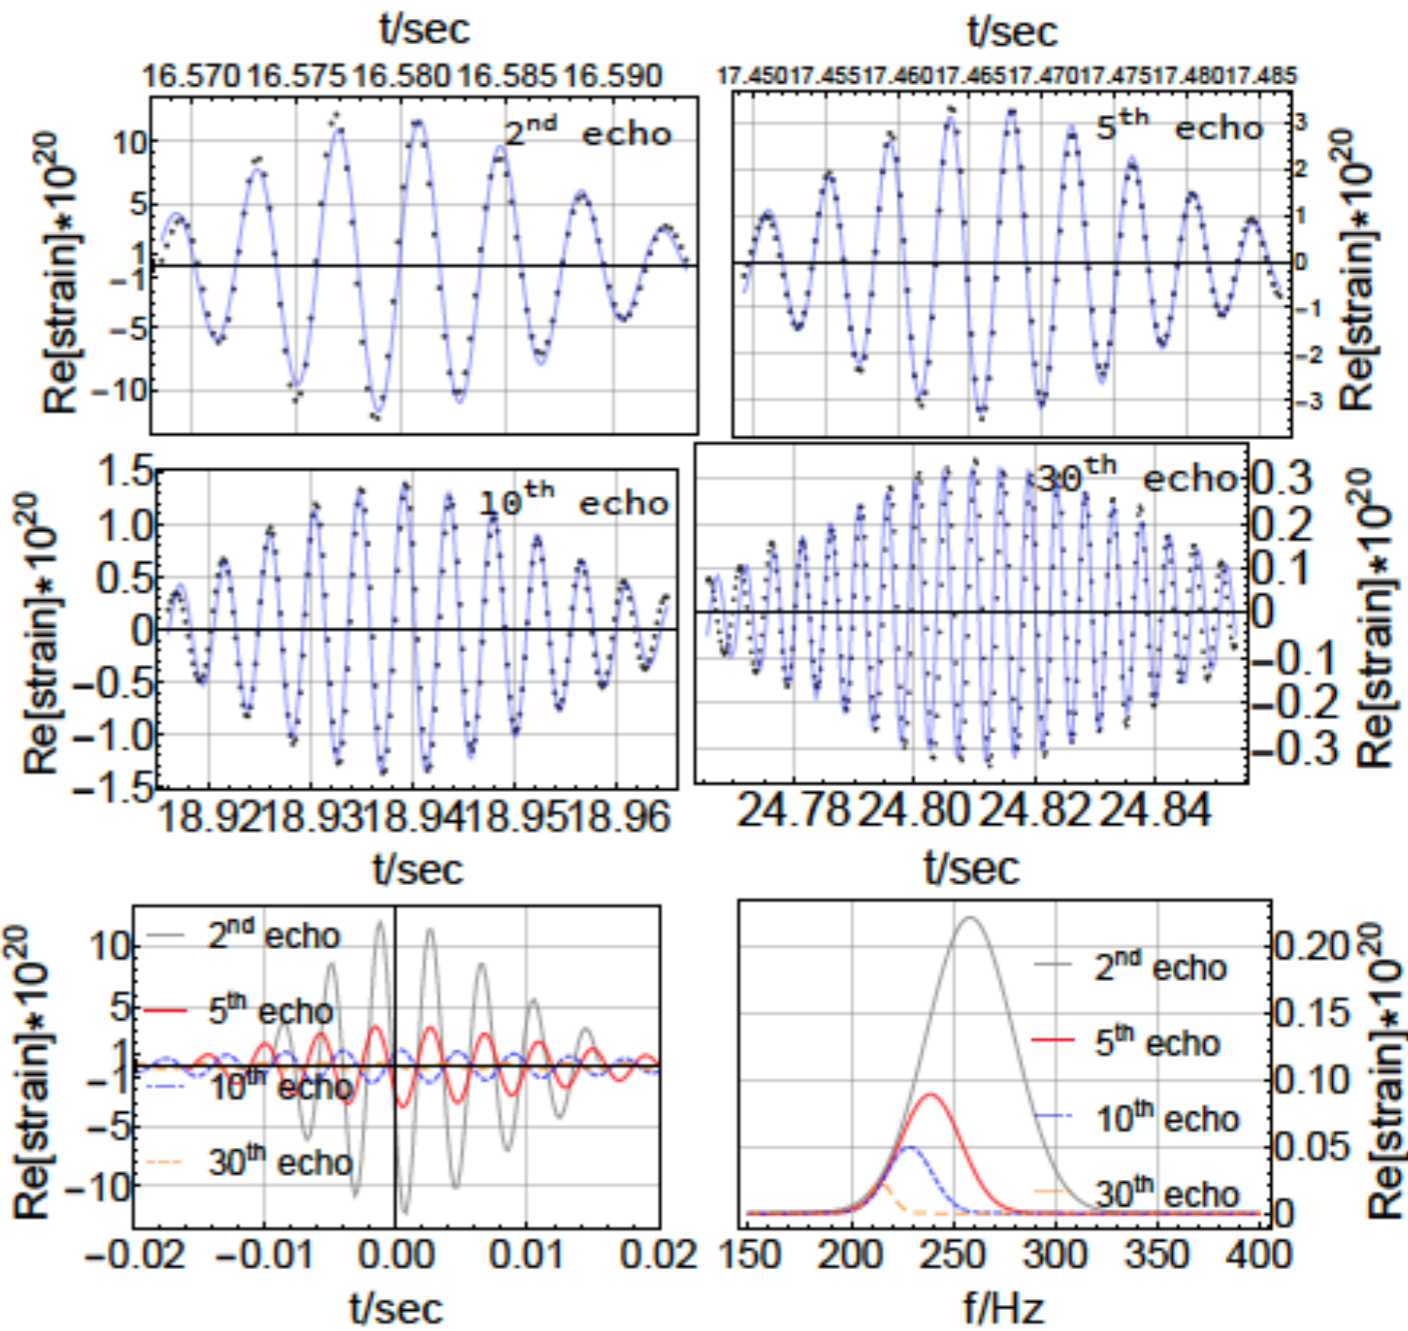 t/sec
16.570 16.575 16.580 16.585 16.590
2nd echo
10
5
1
−1
−5
−10
Re[strain]*10^20
t/sec
17.450 17.455 17.460 17.465 17.470 17.475 17.480 17.485
5th echo
3
2
1
0
−1
−2
−3
Re[strain]*10^20
1.5
1.0
0.5
0
−0.5
−1.0
−1.5
Re[strain]*10^20
10th echo
18.92 18.93 18.94 18.95 18.96
t/sec
30th echo
0.3
0.2
0.1
0
−0.1
−0.2
−0.3
Re[strain]*10^20
24.78 24.80 24.82 24.84
t/sec
Re[strain]*10^20
10
5
1
−1
−5
−10
2nd echo
5th echo
10th echo
30th echo
−0.02 −0.01 0.00 0.01 0.02
t/sec
2nd echo
5th echo
10th echo
30th echo
0.20
0.15
0.10
0.05
0
Re[strain]*10^20
150 200 250 300 350 400
f/Hz